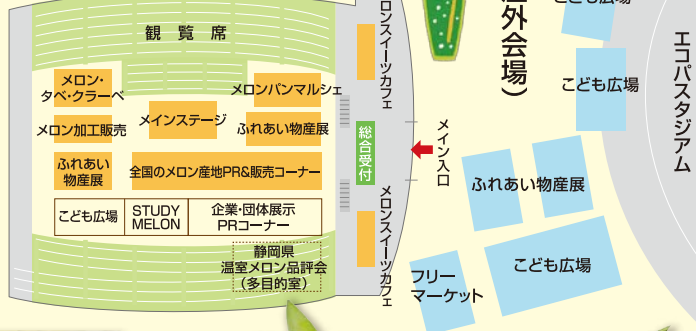 観覧席
メロン・
タベ・クラーベ
メロン加工販売
ふれあい
物産展
メインステージ
メロンパンマルシェ
ふれあい物産展
全国のメロン産地PR&販売コーナー
こども広場
STUDY
MELON
企業・団体展示
PRコーナー
静岡県
温室メロン品評会
(多目的室)
ロンスイーツカフェ
総合受付
メロンスイーツカフェ
メイン入口
外会場)
こども広場
こども広場
エコパスタジアム
ふれあい物産展
こども広場
フリー
マーケット